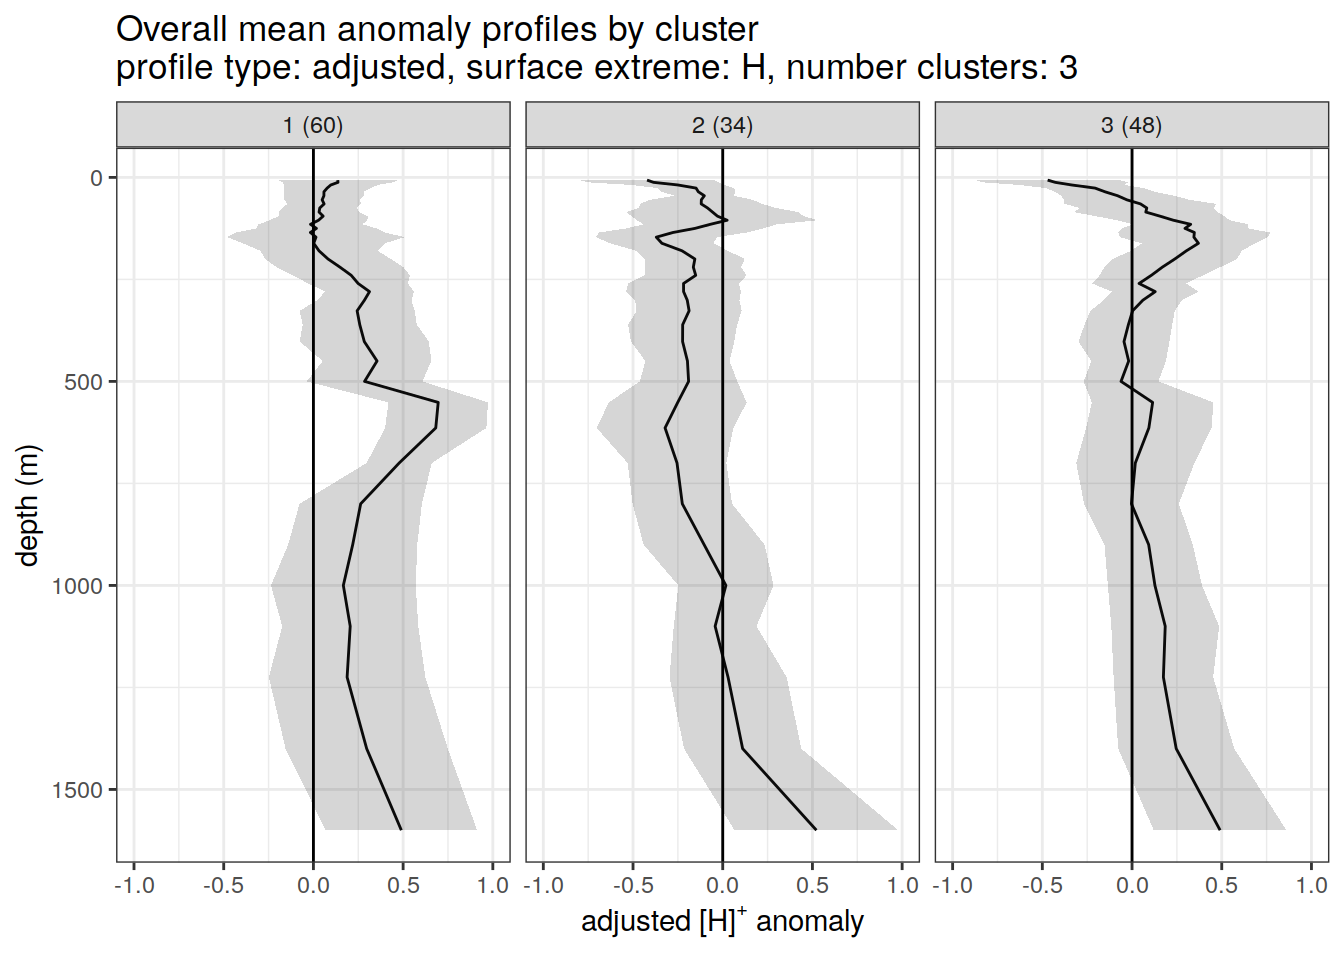 Overall mean anomaly profiles by cluster
profile type: adjusted, surface extreme: H, number clusters: 3
1 (60) 2 (34) 3 (48)
0
500
1000
1500
depth (m)
-1.0 -0.5 0.0 0.5 1.0 -1.0 -0.5 0.0 0.5 1.0 -1.0 -0.5 0.0 0.5 1.0
adjusted [H]⁺ anomaly